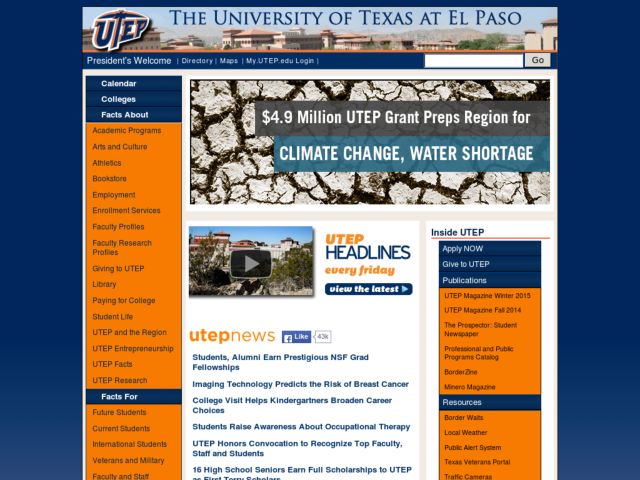 UTEP
THE UNIVERSITY OF TEXAS AT EL PASO
President's Welcome | Directory | Maps | My.UTEP.edu Login |
Go
Calendar
Colleges
Facts About
Academic Programs
Arts and Culture
Athletics
Bookstore
Employment
Enrollment Services
Faculty Profiles
Faculty Research
Profiles
Giving to UTEP
Library
Paying for College
Student Life
UTEP and the Region
UTEP Entrepreneurship
UTEP Facts
UTEP Research
Facts For
Future Students
Current Students
International Students
Veterans and Military
Faculty and Staff
$4.9 Million UTEP Grant Preps Region for
CLIMATE CHANGE, WATER SHORTAGE
UTEP
HEADLINES
every friday
view the latest
utepnews
Like
43k
Students, Alumni Earn Prestigious NSF Grad
Fellowships
Imaging Technology Predicts the Risk of Breast Cancer
College Visit Helps Kindergartners Broaden Career
Choices
Students Raise Awareness About Occupational Therapy
UTEP Honors Convocation to Recognize Top Faculty,
Staff and Students
16 High School Seniors Earn Full Scholarships to UTEP
as First Terry Scholars
Inside UTEP
Apply NOW
Give to UTEP
Publications
UTEP Magazine Winter 2015
UTEP Magazine Fall 2014
The Prospector: Student
Newspaper
Professional and Public
Programs Catalog
BorderZine
Minero Magazine
Resources
Border Waits
Local Weather
Public Alert System
Texas Veterans Portal
Traffic Cameras